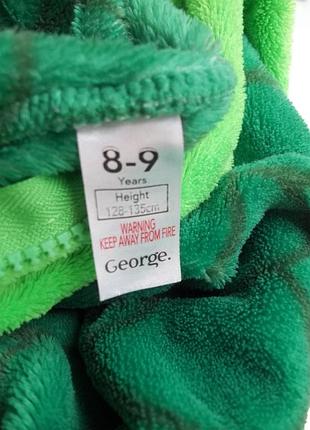 8-9
Years
Height
128-135cm
WARNING
KEEP AWAY FROM FIRE
George.